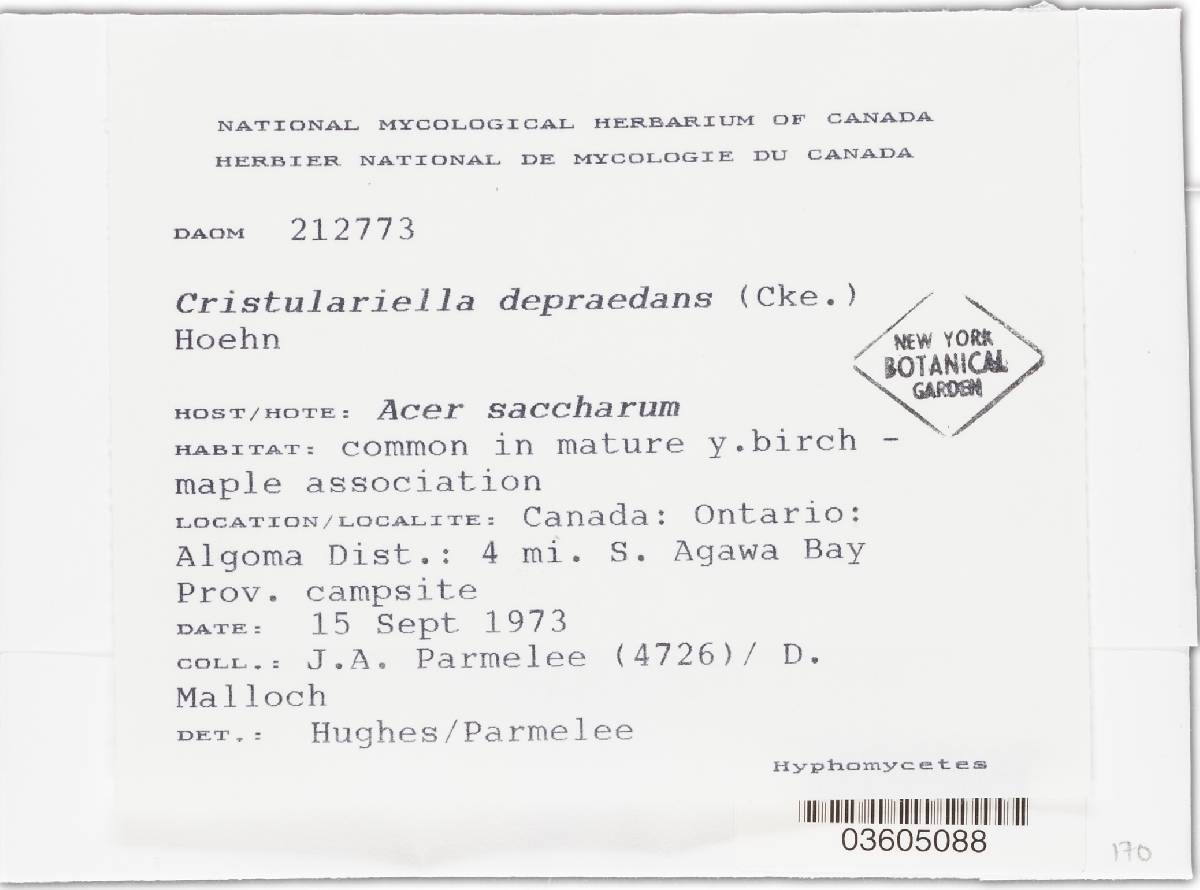 NATIONAL MYCOLOGICAL HERBARIUM OF CANADA
HERBIER NATIONAL DE MYCOLOGIE DU CANADA
DAOM 212773
Cristulariella depraedans (Cke.)
Hoehn
NEW YORK
BOTANICAL
GARDEN
HOST/HOTE: Acer saccharum
HABITAT: common in mature y.birch -
maple association
LOCATION/LOCALITE: Canada: Ontario:
Algoma Dist.: 4 mi. S. Agawa Bay
Prov. campsite
DATE: 15 Sept 1973
COLL.: J.A. Parmelee (4726)/ D.
Malloch
DET.: Hughes/Parmelee
Hyphomycetes
03605088
170